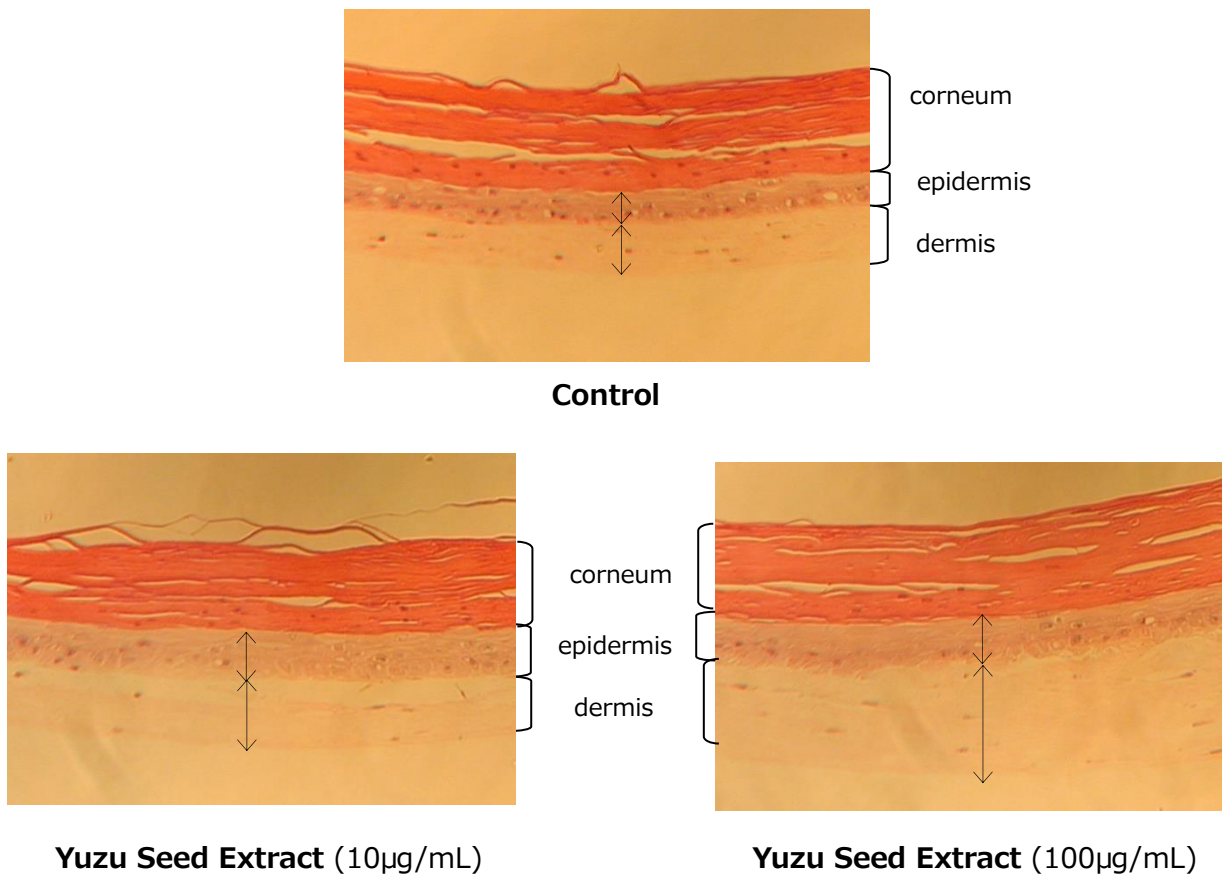 corneum
epidermis
dermis
Control
corneum
epidermis
dermis
Yuzu Seed Extract (10μg/mL)
Yuzu Seed Extract (100μg/mL)